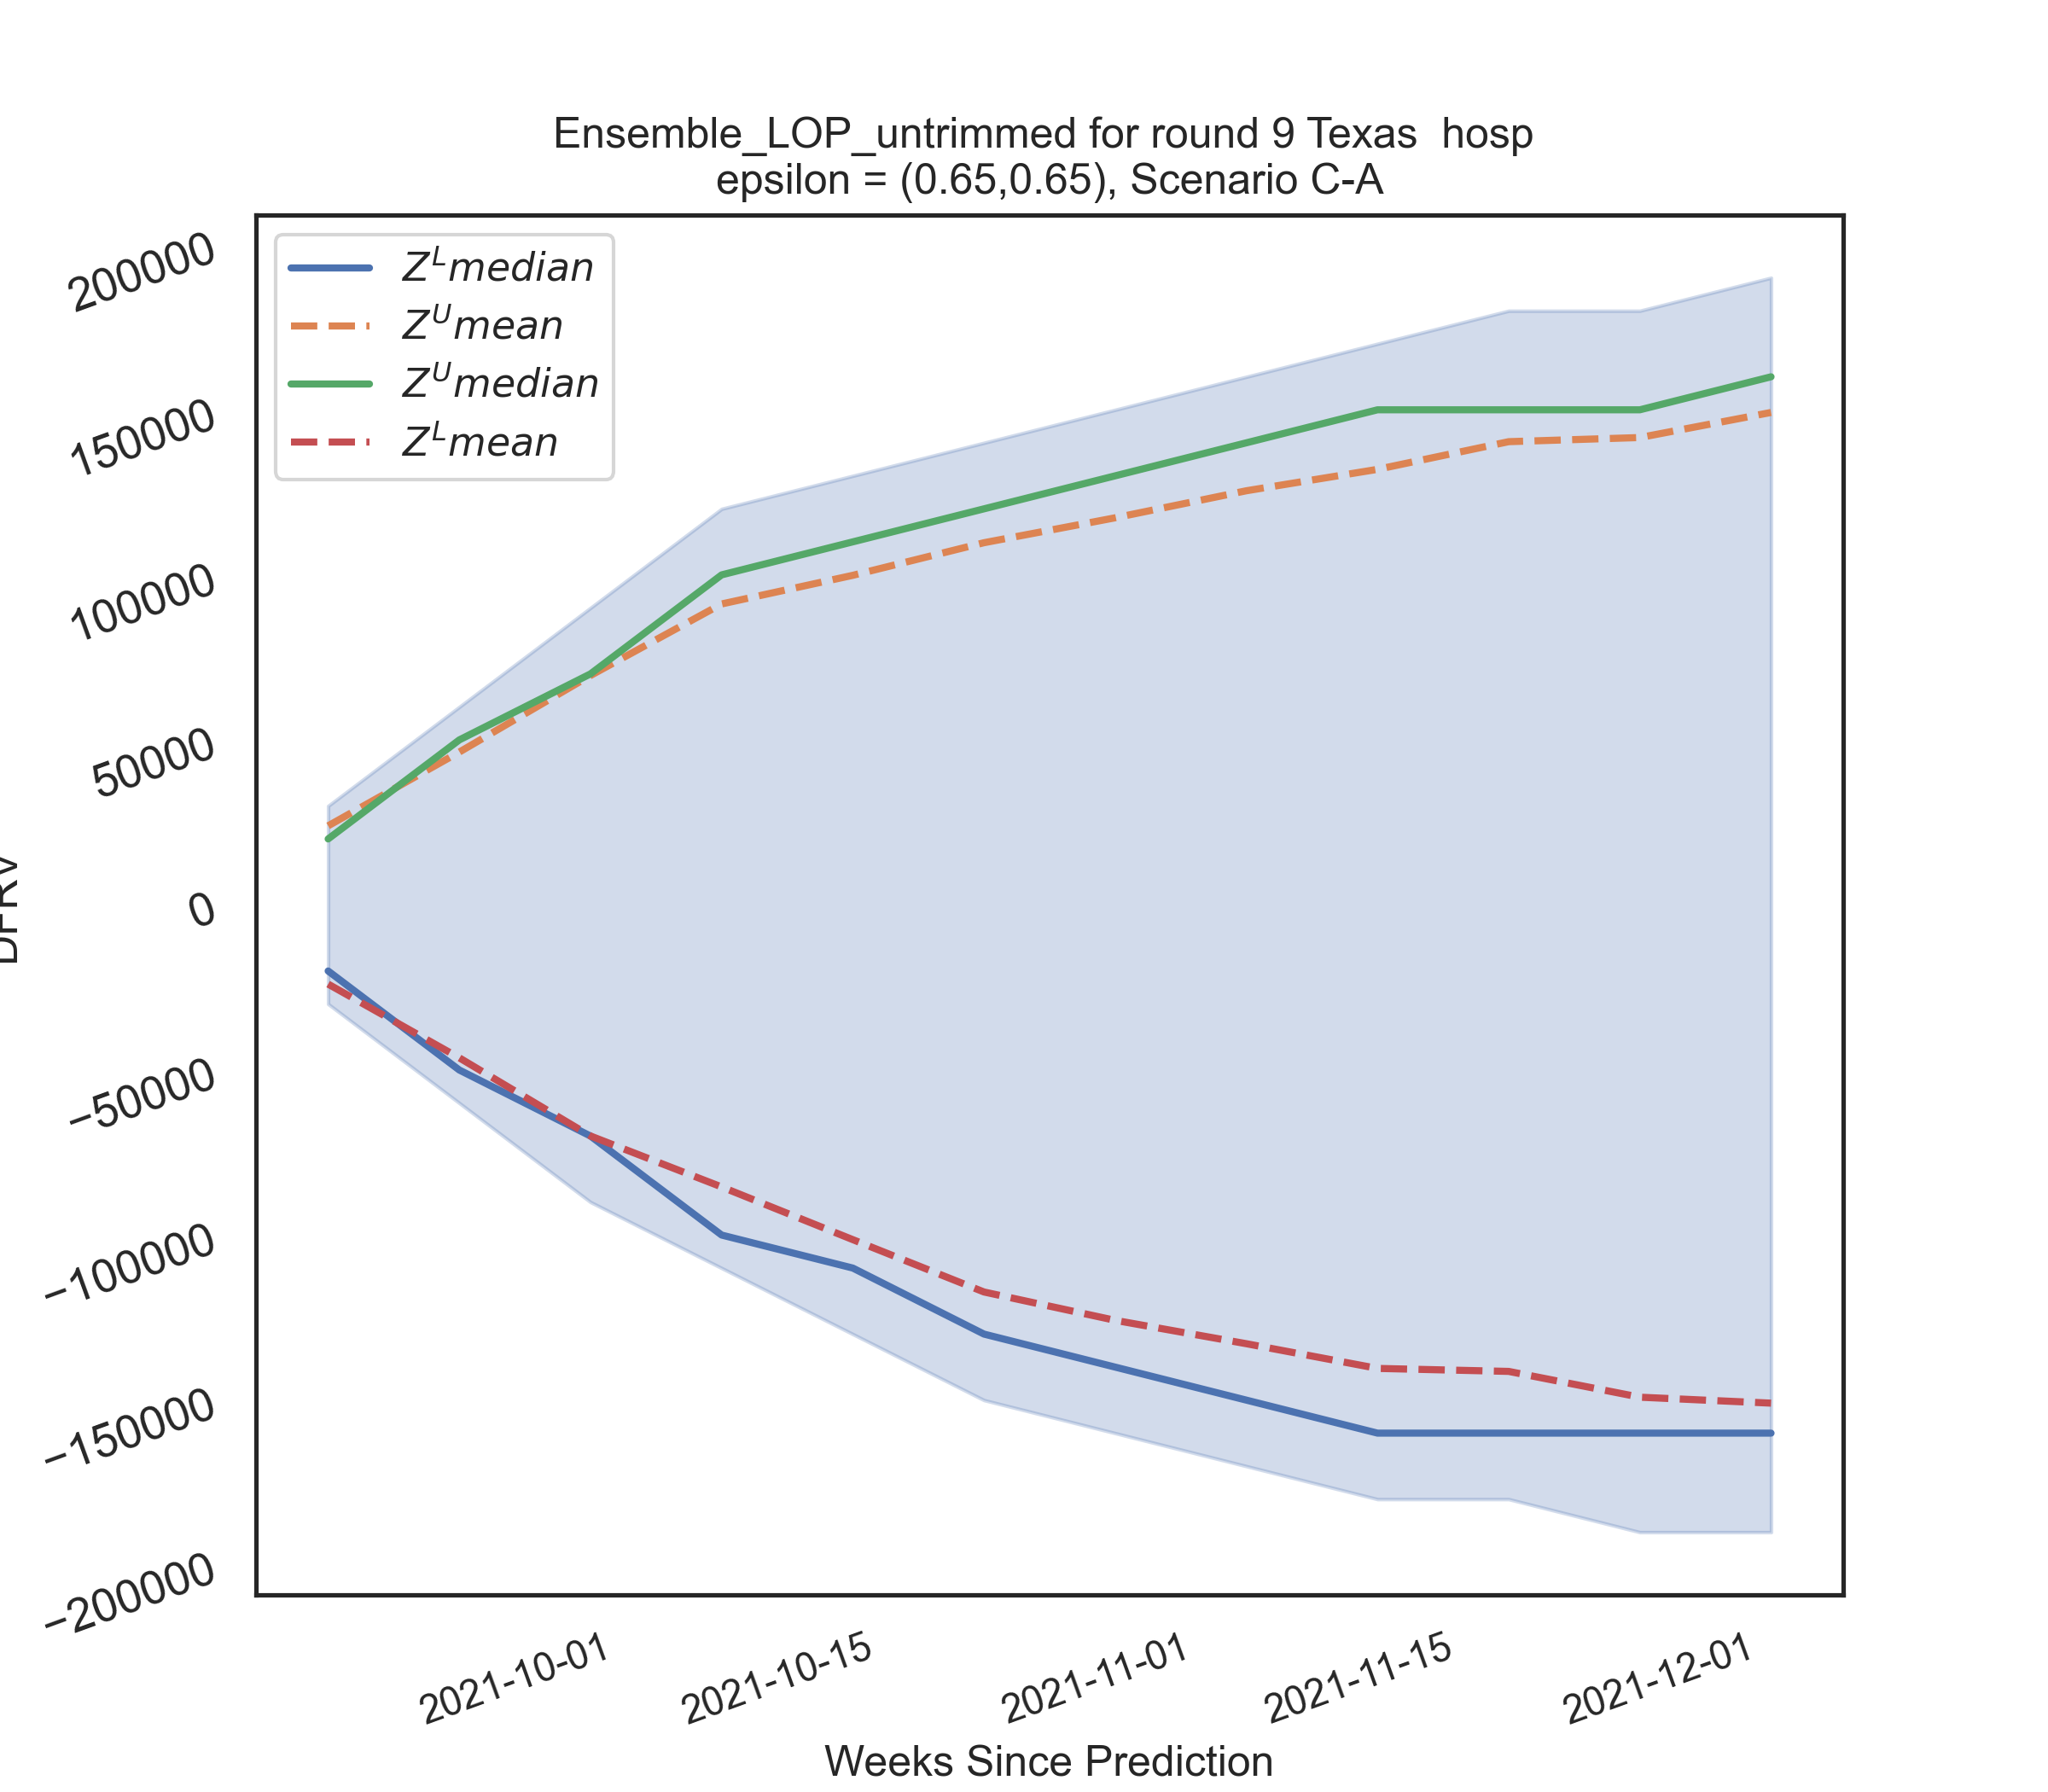 Ensemble_LOP_untrimmed for round 9 Texas  hosp
epsilon = (0.65,0.65), Scenario C-A
Z^L median
Z^U mean
Z^U median
Z^L mean
200000
150000
100000
50000
0
−50000
−100000
−150000
−200000
2021-10-01
2021-10-15
2021-11-01
2021-11-15
2021-12-01
Weeks Since Prediction